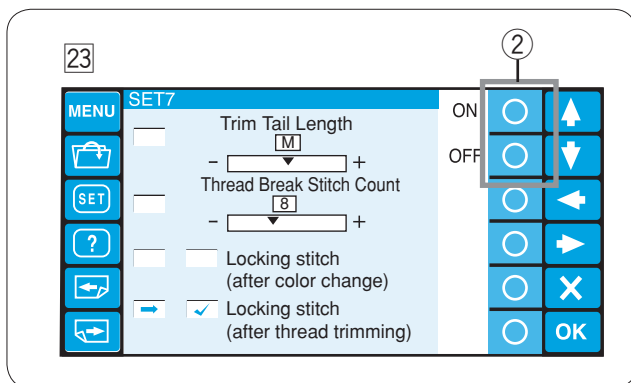 23
2
MENU
SET7
ON
Trim Tail Length
M
- +
OFF
SET
Thread Break Stitch Count
8
- +
?
Locking stitch
(after color change)
Locking stitch
(after thread trimming)
X
OK